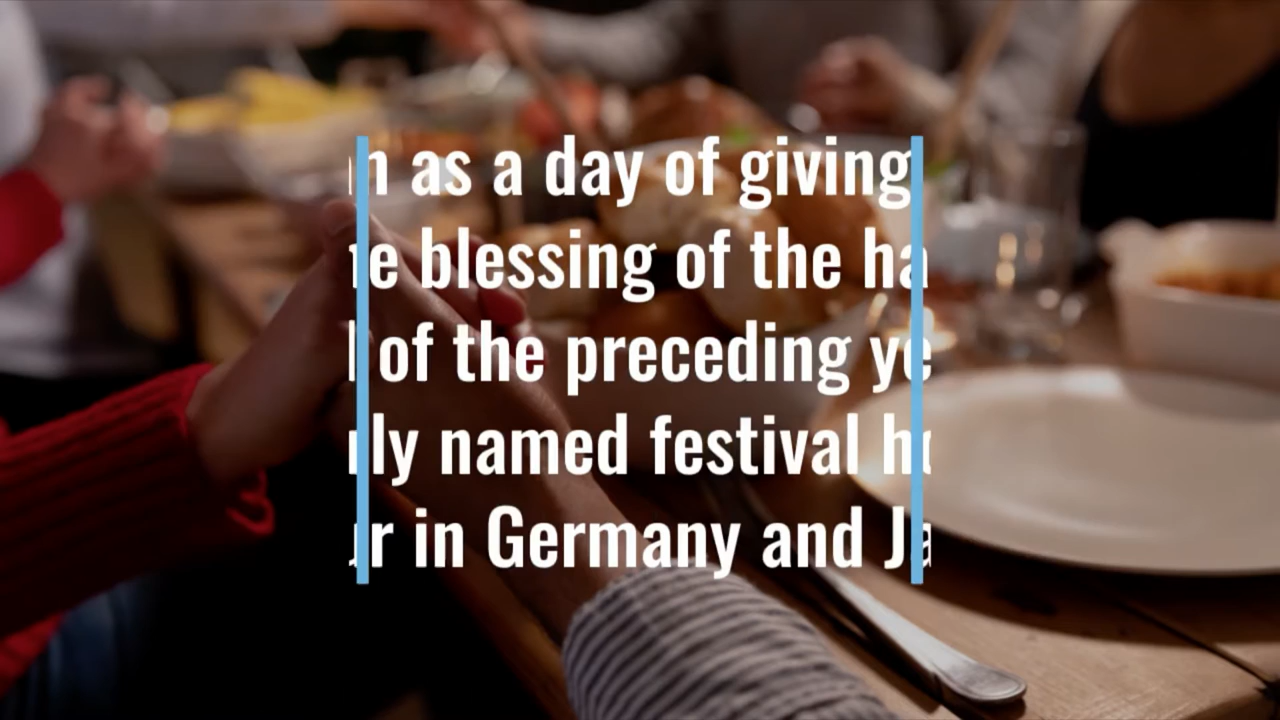 as a day of giving
blessing of the
of the preceding
named festival
in Germany and